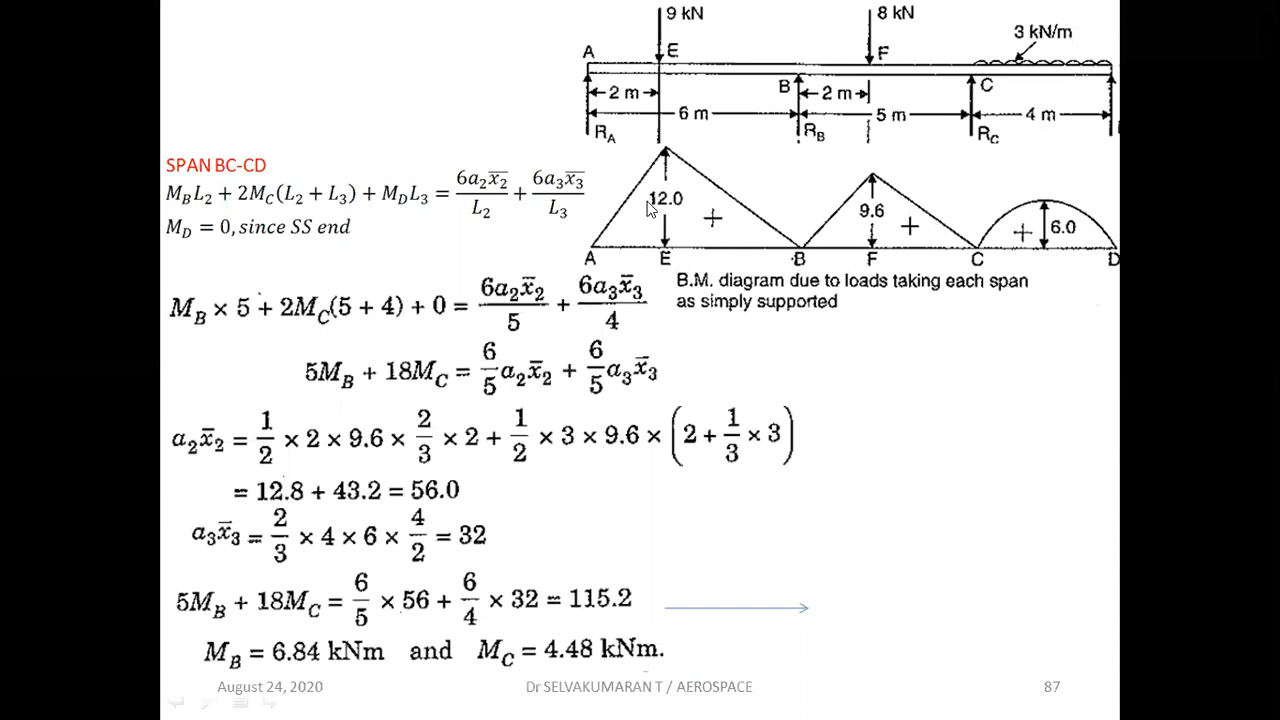 9 kN
8 kN
3 kN/m
A
E
F
B
C
2 m
2 m
6 m
5 m
4 m
R_A
R_B
R_C
SPAN BC-CD
M_B L_2 + 2M_C(L_2 + L_3) + M_D L_3 = 6a_2x̅_2/L_2 + 6a_3x̅_3/L_3
M_D = 0, since SS end
12.0
+
9.6
+
+
6.0
A E B F C D
B.M. diagram due to loads taking each span
as simply supported
M_B × 5 + 2M_C(5 + 4) + 0 = 6a_2x̅_2/5 + 6a_3x̅_3/4
5M_B + 18M_C = 6/5 a_2x̅_2 + 6/5 a_3x̅_3
a_2x̅_2 = 1/2 × 2 × 9.6 × 2/3 × 2 + 1/2 × 3 × 9.6 × (2 + 1/3 × 3)
= 12.8 + 43.2 = 56.0
a_3x̅_3 = 2/3 × 4 × 6 × 4/2 = 32
5M_B + 18M_C = 6/5 × 56 + 6/4 × 32 = 115.2
M_B = 6.84 kNm and M_C = 4.48 kNm.
August 24, 2020
Dr SELVAKUMARAN T / AEROSPACE
87